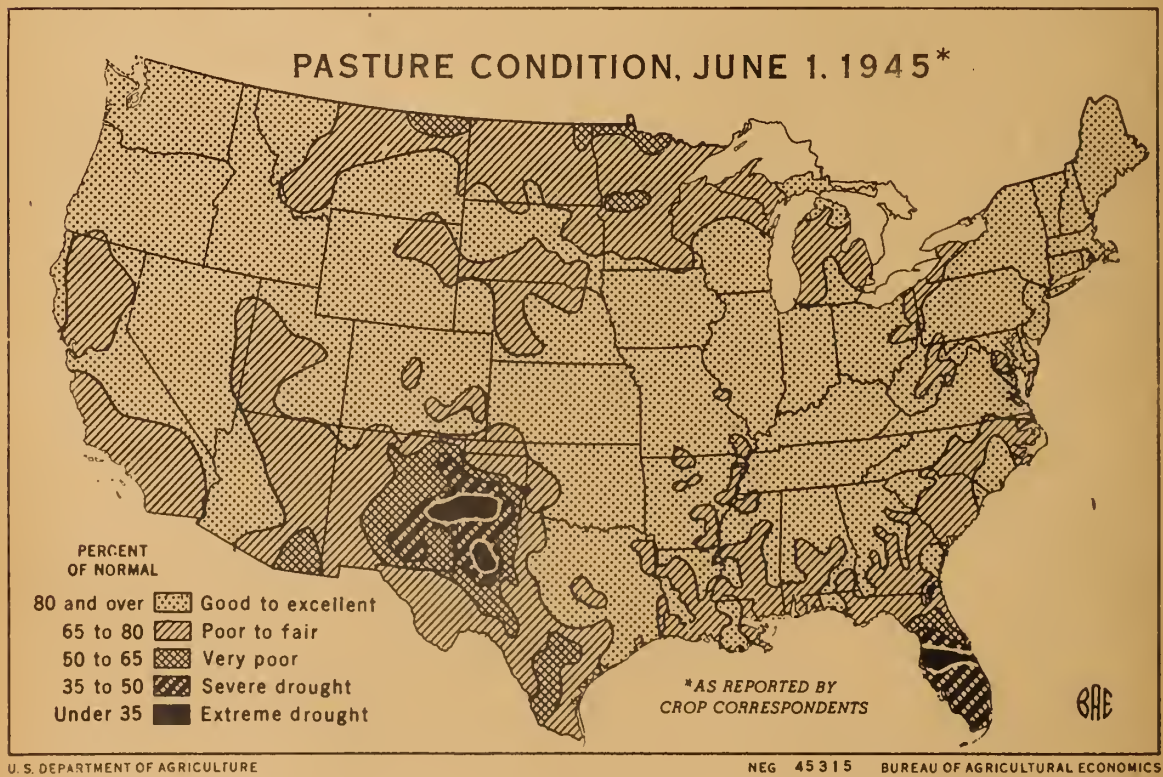 PASTURE CONDITION, JUNE 1, 1945*
PERCENT
OF NORMAL
80 and over Good to excellent
65 to 80 Poor to fair
50 to 65 Very poor
35 to 50 Severe drought
Under 35 Extreme drought
*AS REPORTED BY
CROP CORRESPONDENTS
BAE
U. S. DEPARTMENT OF AGRICULTURE
NEG 45315 BUREAU OF AGRICULTURAL ECONOMICS